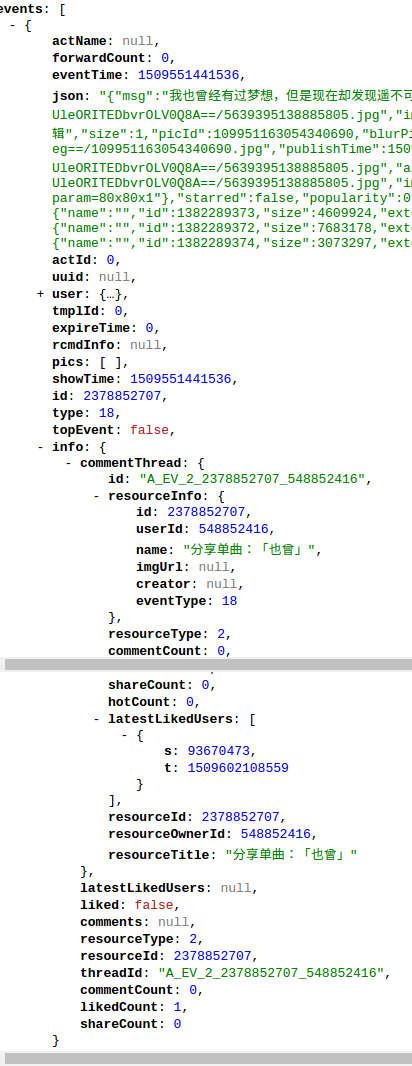 events: [
- {
actName: null,
forwardCount: 0,
eventTime: 1509551441536,
json: "{"msg":"我也曾经有过梦想，但是现在却发现遥不可
UleORITEDbvrOLV0Q8A==/5639395138885805.jpg","im
辑","size":1,"picId":109951163054340690,"blurPi
eg==/109951163054340690.jpg","publishTime":1509
UleORITEDbvrOLV0Q8A==/5639395138885805.jpg","a
UleORITEDbvrOLV0Q8A==/5639395138885805.jpg","im
param=80x80x1"},"starred":false,"popularity":0
{"name":"","id":1382289373,"size":4609924,"exte
{"name":"","id":1382289372,"size":7683178,"exte
{"name":"","id":1382289374,"size":3073297,"exte
actId: 0,
uuid: null,
+ user: {…},
tmplId: 0,
expireTime: 0,
rcmdInfo: null,
pics: [ ],
showTime: 1509551441536,
id: 2378852707,
type: 18,
topEvent: false,
- info: {
- commentThread: {
id: "A_EV_2_2378852707_548852416",
- resourceInfo: {
id: 2378852707,
userId: 548852416,
name: "分享单曲：「也曾」",
imgUrl: null,
creator: null,
eventType: 18
},
resourceType: 2,
commentCount: 0,
shareCount: 0,
hotCount: 0,
- latestLikedUsers: [
- {
s: 93670473,
t: 1509602108559
}
],
resourceId: 2378852707,
resourceOwnerId: 548852416,
resourceTitle: "分享单曲：「也曾」"
},
latestLikedUsers: null,
liked: false,
comments: null,
resourceType: 2,
resourceId: 2378852707,
threadId: "A_EV_2_2378852707_548852416",
commentCount: 0,
likedCount: 1,
shareCount: 0
}